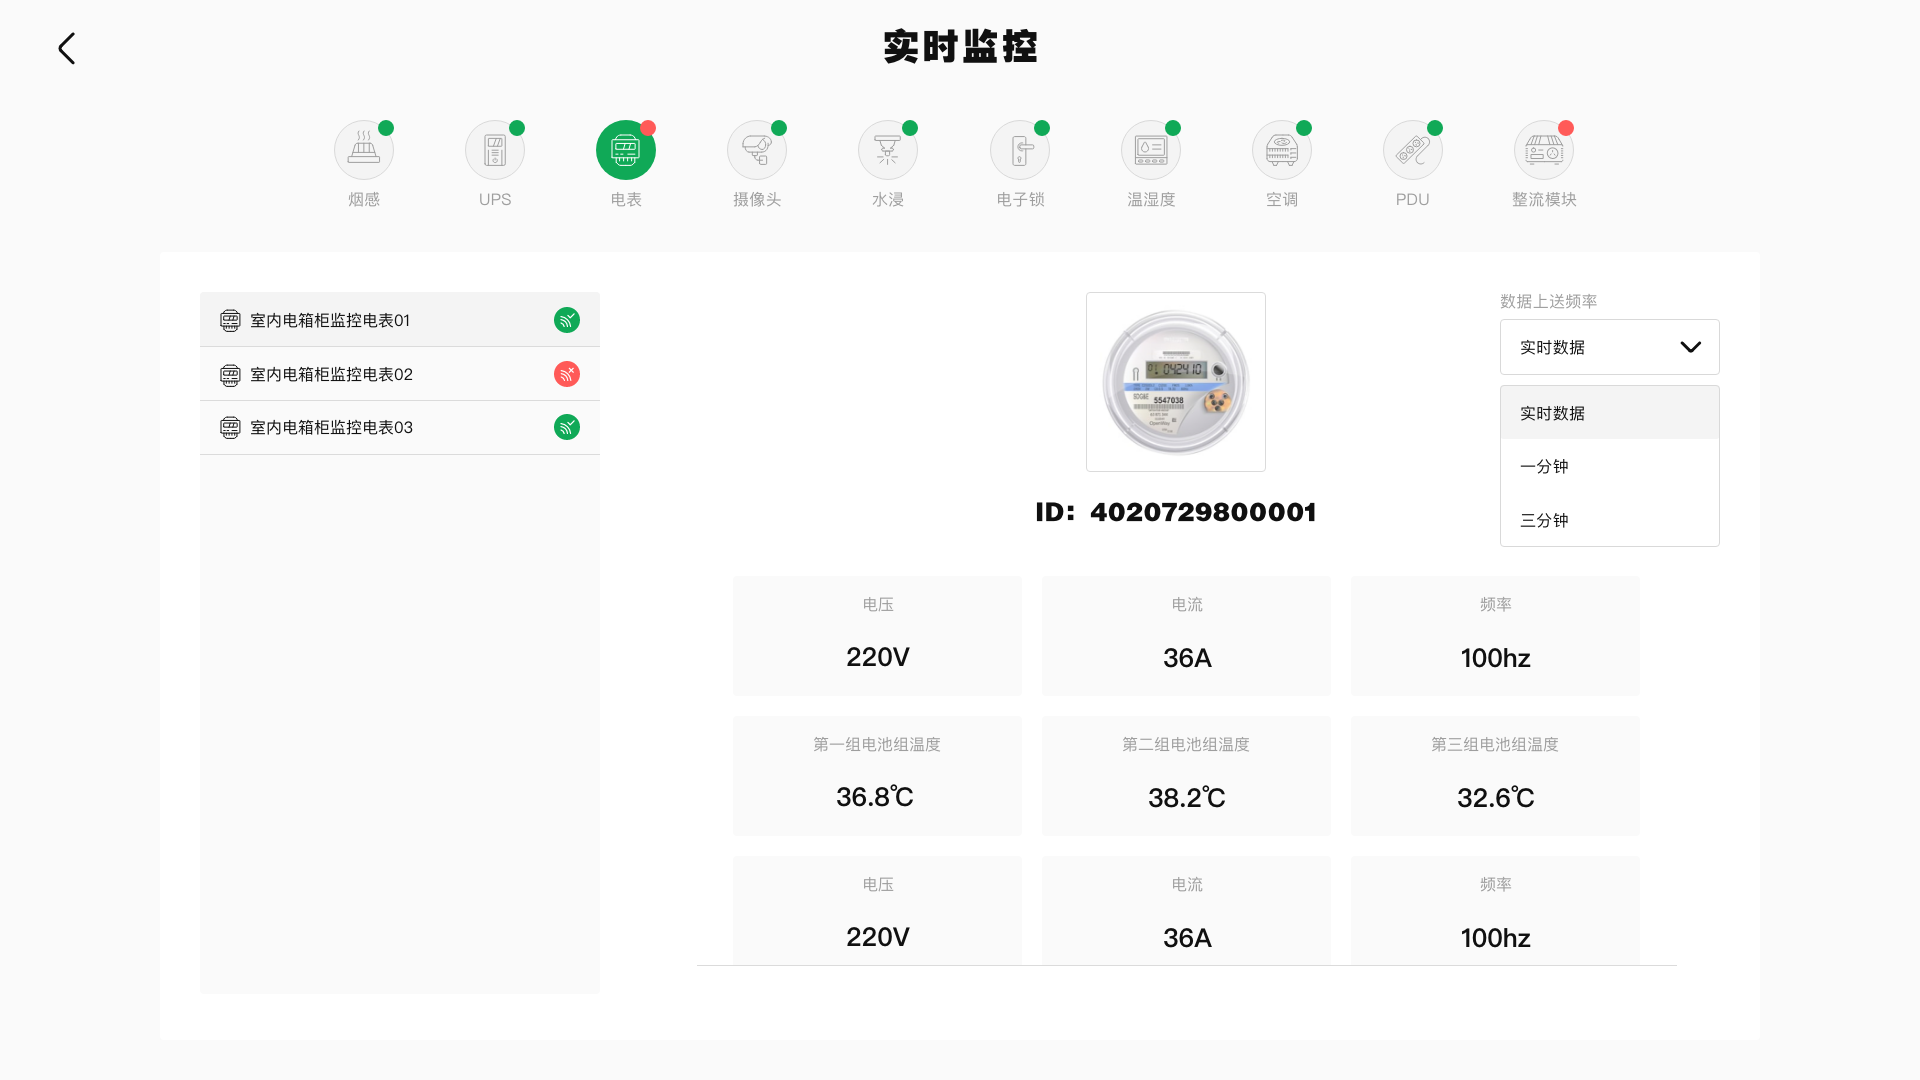 实时监控
烟感
UPS
电表
摄像头
水浸
电子锁
温湿度
空调
PDU
整流模块
室内电箱柜监控电表01
室内电箱柜监控电表02
室内电箱柜监控电表03
042410
5547038
ID：4020729800001
数据上送频率
实时数据
实时数据
一分钟
三分钟
电压
电流
频率
220V
36A
100hz
第一组电池组温度
第二组电池组温度
第三组电池组温度
36.8℃
38.2℃
32.6℃
电压
电流
频率
220V
36A
100hz